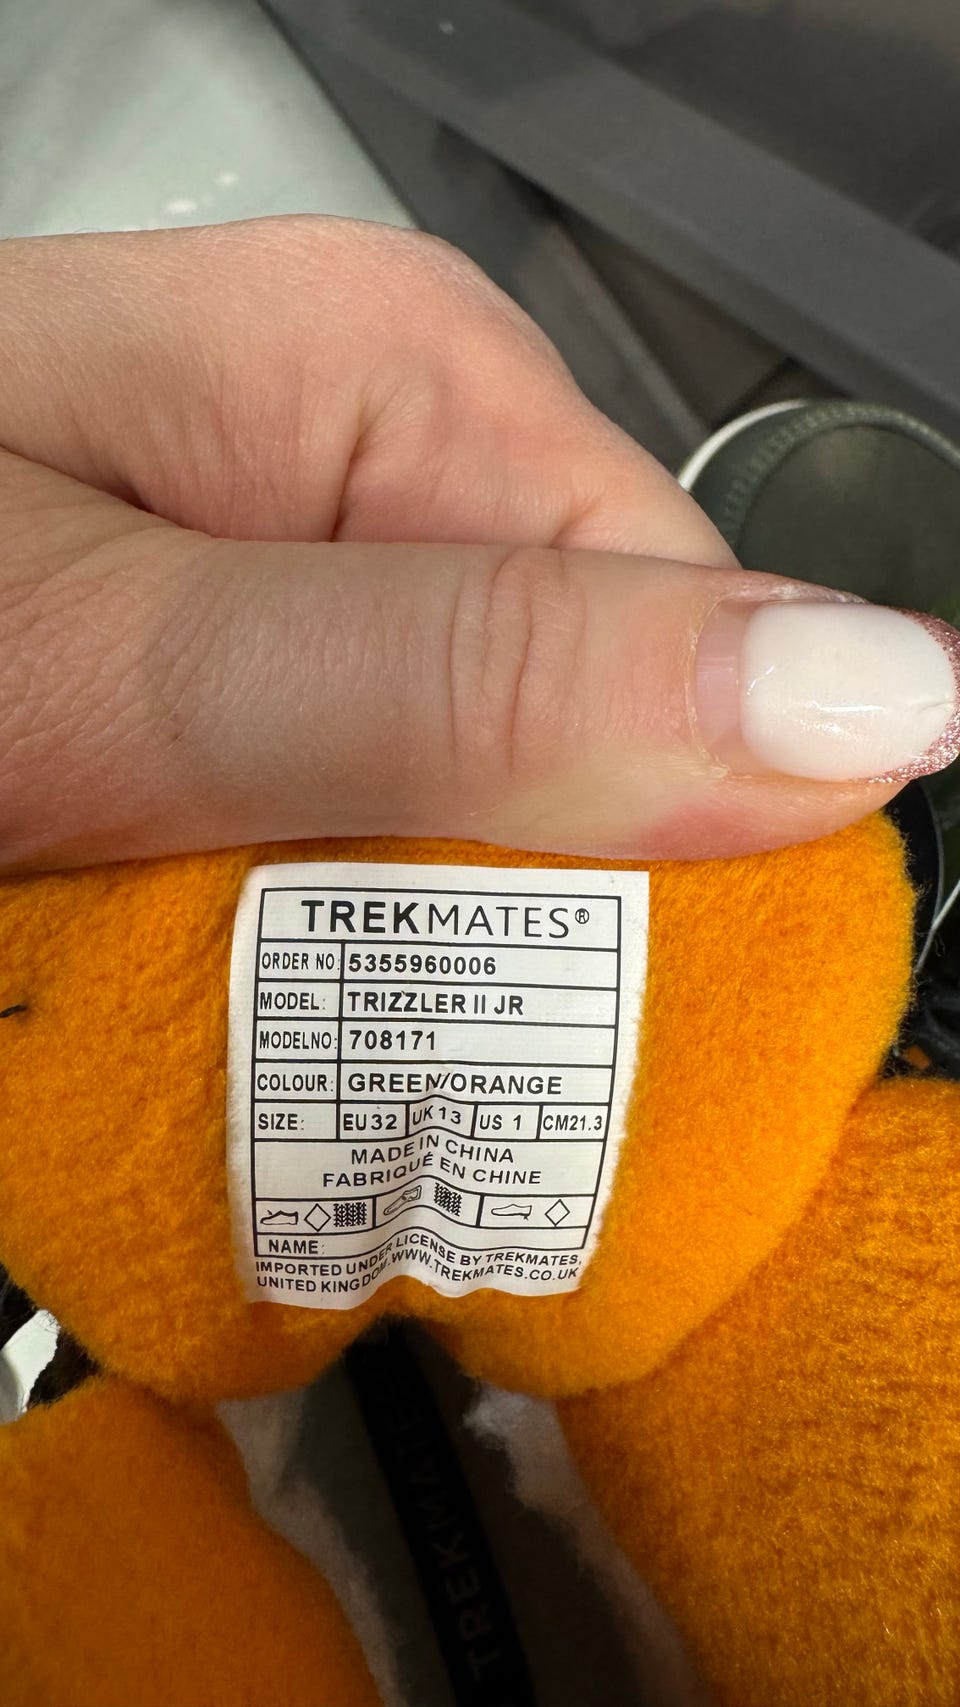 TREKMATES®
ORDER NO: 5355960006
MODEL: TRIZZLER II JR
MODELNO: 708171
COLOUR: GREEN/ORANGE
SIZE: EU 32 UK 13 US 1 CM21.3
MADE IN CHINA
FABRIQUÉ EN CHINE
NAME:
IMPORTED UNDER LICENSE BY TREKMATES,
UNITED KINGDOM.WWW.TREKMATES.CO.UK
TREKMATES